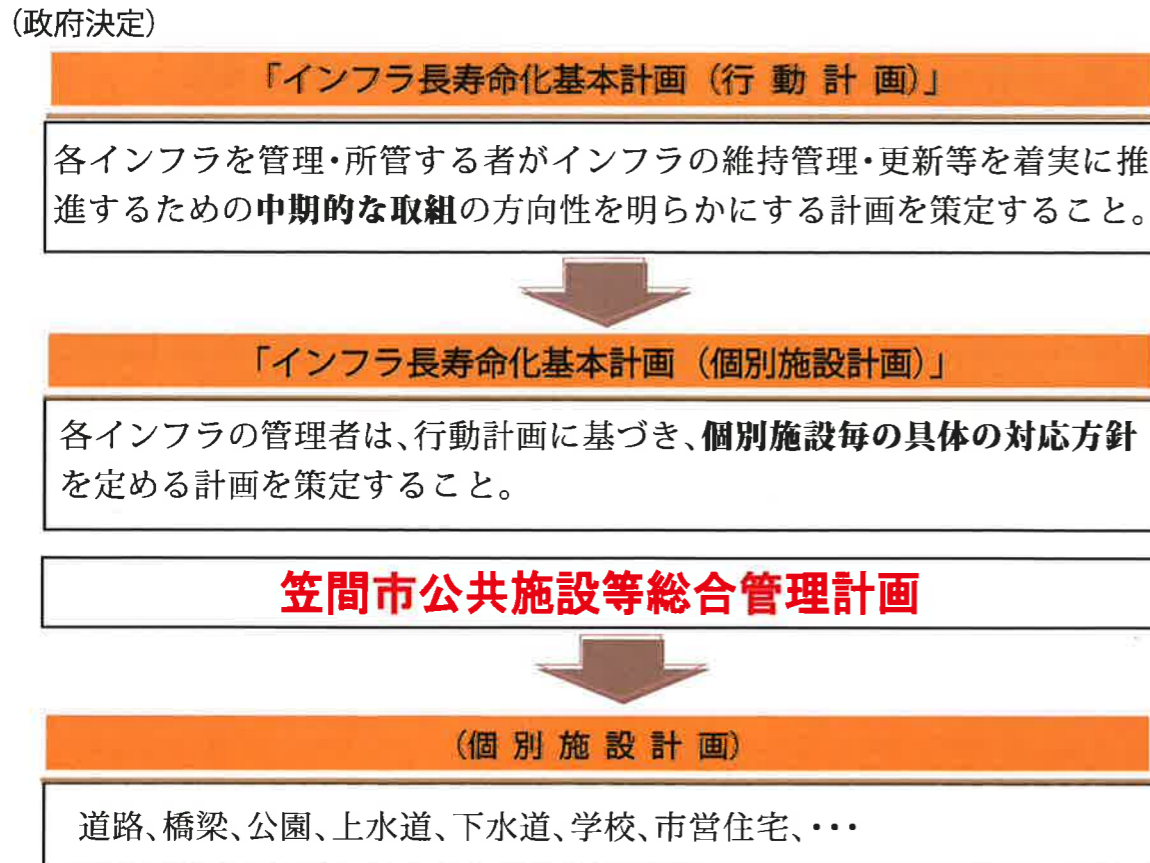 （政府決定）
「インフラ長寿命化基本計画（行 動 計 画）」
各インフラを管理・所管する者がインフラの維持管理・更新等を着実に推
進するための中期的な取組の方向性を明らかにする計画を策定すること。
「インフラ長寿命化基本計画（個別施設計画）」
各インフラの管理者は、行動計画に基づき、個別施設毎の具体の対応方針
を定める計画を策定すること。
笠間市公共施設等総合管理計画
（個 別 施 設 計 画）
道路、橋梁、公園、上水道、下水道、学校、市営住宅、・・・